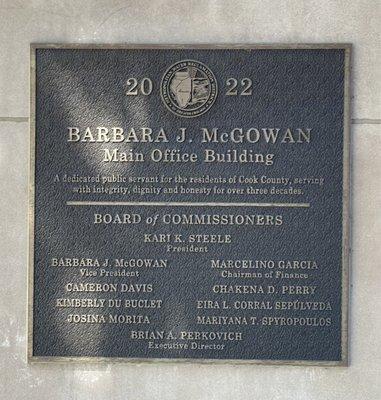 20 22
BARBARA J. McGOWAN
Main Office Building
A dedicated public servant for the residents of Cook County, serving
with integrity, dignity and honesty for over three decades.
BOARD of COMMISSIONERS
KARI K. STEELE
President
BARBARA J. McGOWAN
Vice President
MARCELINO GARCIA
Chairman of Finance
CAMERON DAVIS
CHAKENA D. PERRY
KIMBERLY DU BUCLET
EIRA L. CORRAL SEPÚLVEDA
JOSINA MORITA
MARIYANA T. SPYROPOULOS
BRIAN A. PERKOVICH
Executive Director